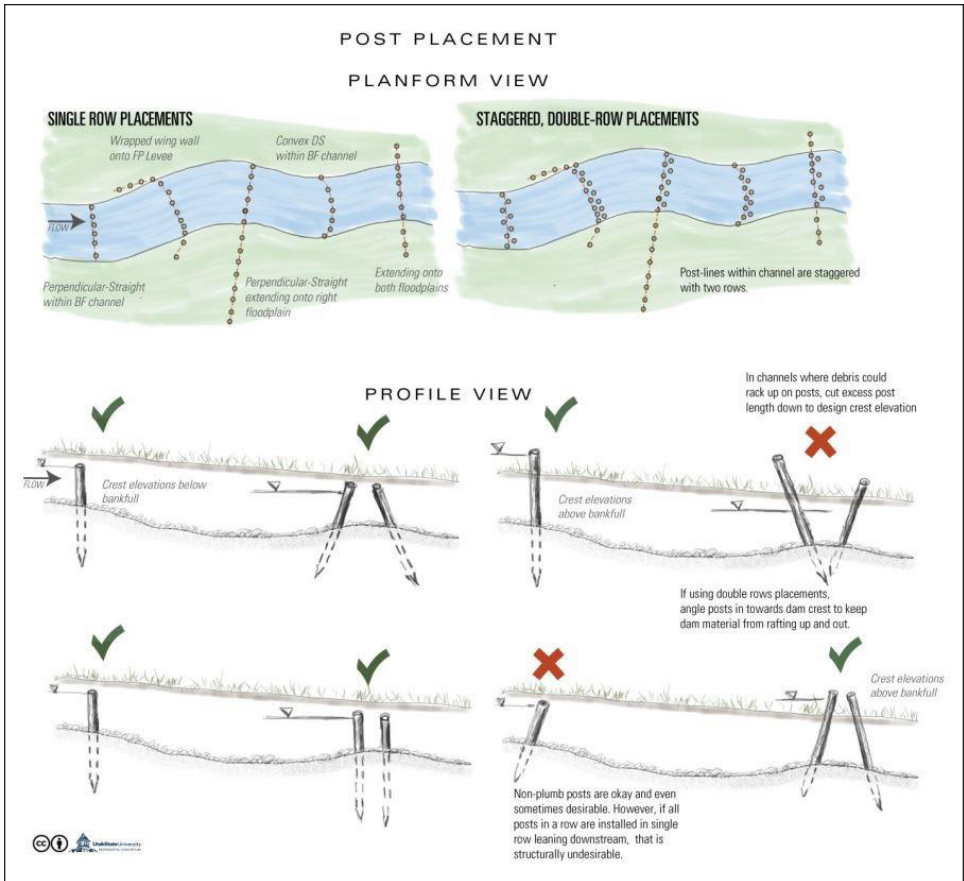 POST PLACEMENT
PLANFORM VIEW
SINGLE ROW PLACEMENTS
Wrapped wing wall
onto FP Levee
Convex DS
within BF channel
FLOW
Perpendicular-Straight
within BF channel
Perpendicular-Straight
extending onto right
floodplain
Extending onto
both floodplains
STAGGERED, DOUBLE-ROW PLACEMENTS
Post-lines within channel are staggered
with two rows.
PROFILE VIEW
In channels where debris could
rack up on posts, cut excess post
length down to design crest elevation
FLOW
Crest elevations below
bankfull
Crest elevations
above bankfull
If using double rows placements,
angle posts in towards dam crest to keep
dam material from rafting up and out.
Crest elevations
above bankfull
Non-plumb posts are okay and even
sometimes desirable. However, if all
posts in a row are installed in single
row leaning downstream, that is
structurally undesirable.
cc
UtahStateUniversity